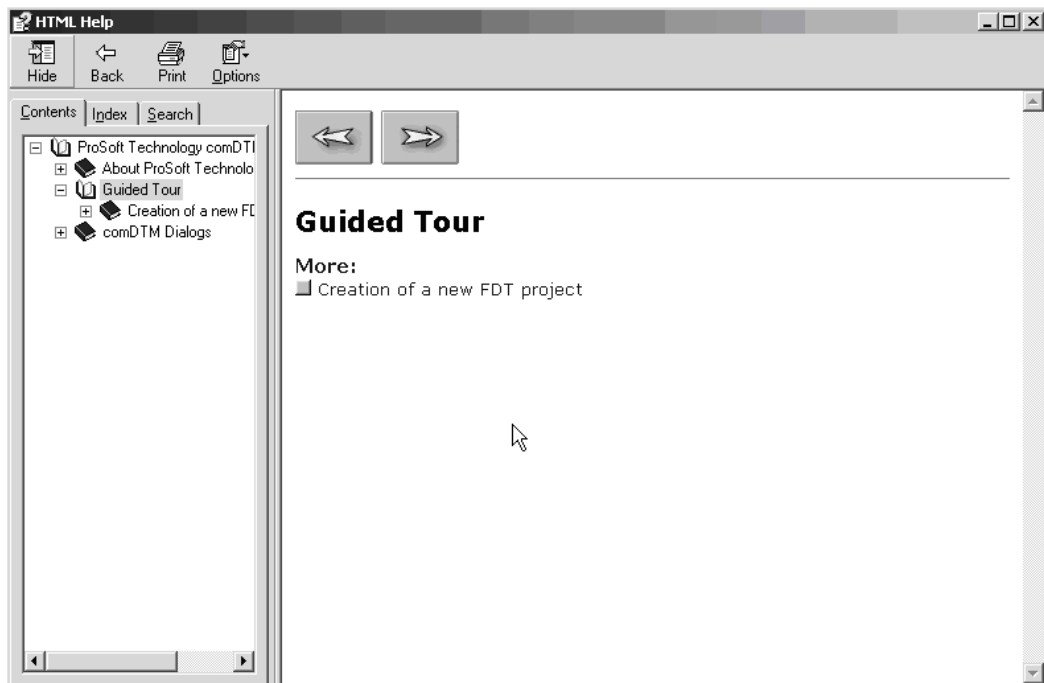 HTML Help
Hide Back Print Options
Contents Index Search
ProSoft Technology comDTI
About ProSoft Technolo
Guided Tour
Creation of a new FD
comDTM Dialogs
Guided Tour
More:
Creation of a new FDT project